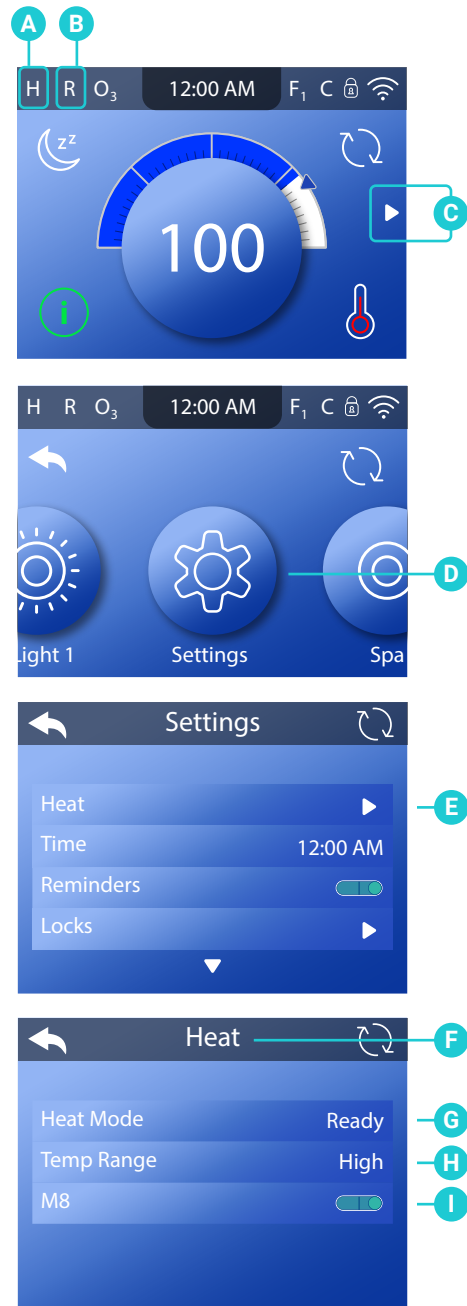 A B
H R O₃ 12:00 AM F₁ C
zz
C
100
i
H R O₃ 12:00 AM F₁ C
D
Light 1 Settings Spa
Settings
Heat E
Time 12:00 AM
Reminders
Locks
Heat F
Heat Mode Ready G
Temp Range High H
M8 I